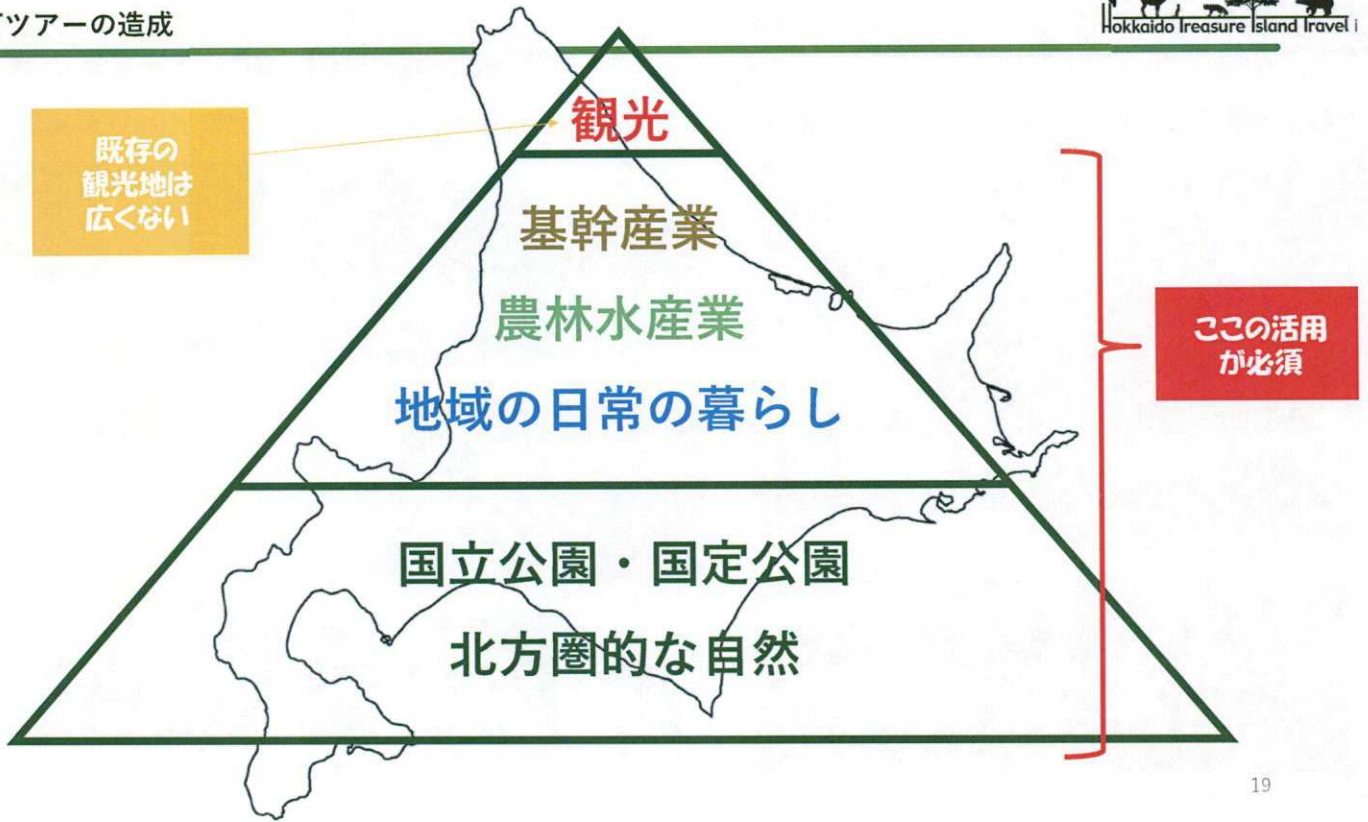 ツアーの造成
Hokkaido Treasure Island Travel
観光
既存の
観光地は
広くない
基幹産業
農林水産業
地域の日常の暮らし
ここの活用
が必須
国立公園・国定公園
北方圏的な自然
19